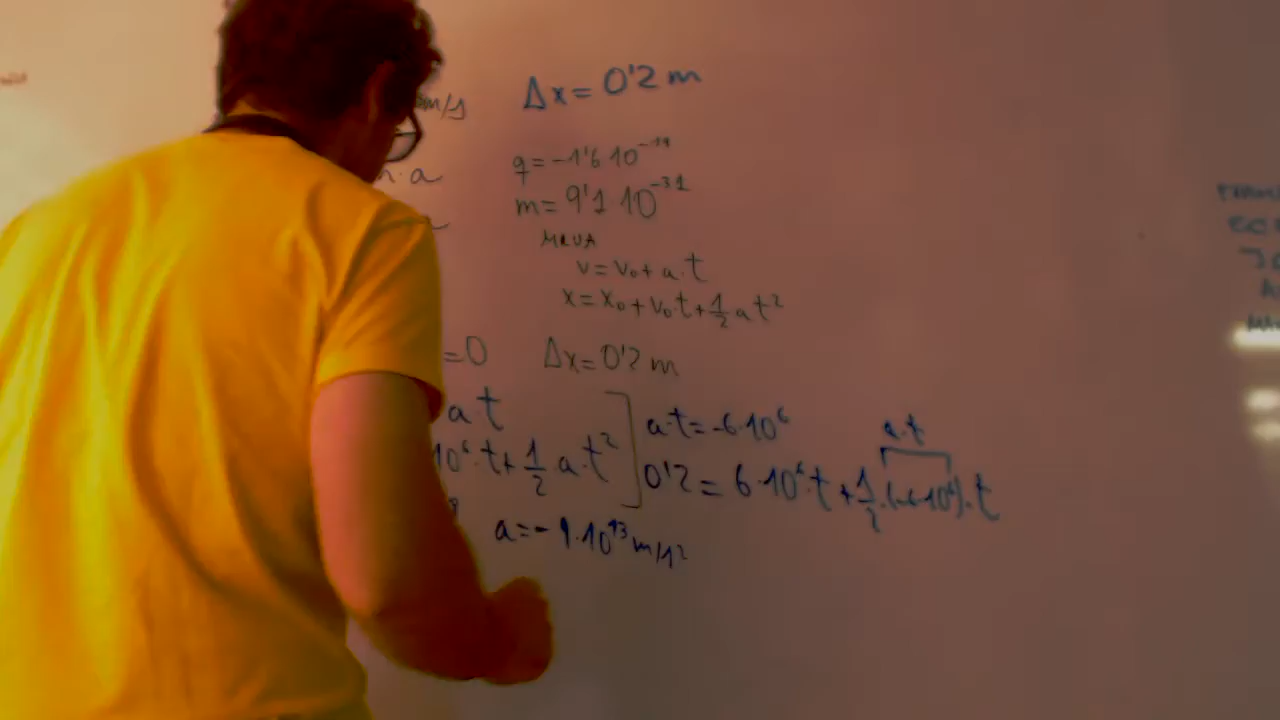 m/s
Δx = 0'2 m
q = -1'6·10⁻¹⁹
·a
m = 9'1·10⁻³¹
MRUA
v = v₀ + a·t
x = x₀ + v₀·t + 1/2 a t²
=0 Δx = 0'2 m
a t
a·t = -6·10⁶
a·t
10⁶·t + 1/2 a·t²
0'2 = 6·10⁶·t + 1/2·(-6·10⁶)·t
a = -9·10¹³ m/s²